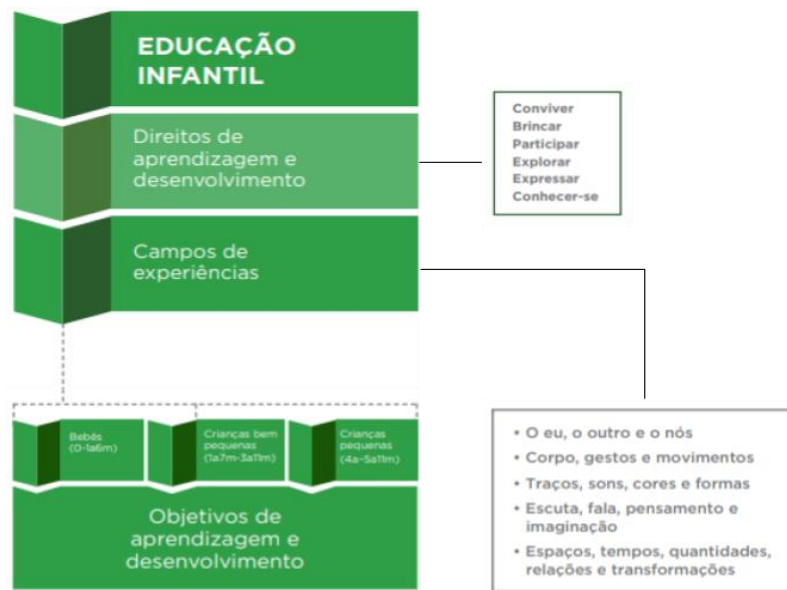 EDUCAÇÃO
INFANTIL
Direitos de
aprendizagem e
desenvolvimento
Conviver
Brincar
Participar
Explorar
Expressar
Conhecer-se
Campos de
experiências
Bebês
(0-1a6m)
Crianças bem
pequenas
(1a7m-3a11m)
Crianças
pequenas
(4a-5a11m)
Objetivos de
aprendizagem e
desenvolvimento
• O eu, o outro e o nós
• Corpo, gestos e movimentos
• Traços, sons, cores e formas
• Escuta, fala, pensamento e
imaginação
• Espaços, tempos, quantidades,
relações e transformações